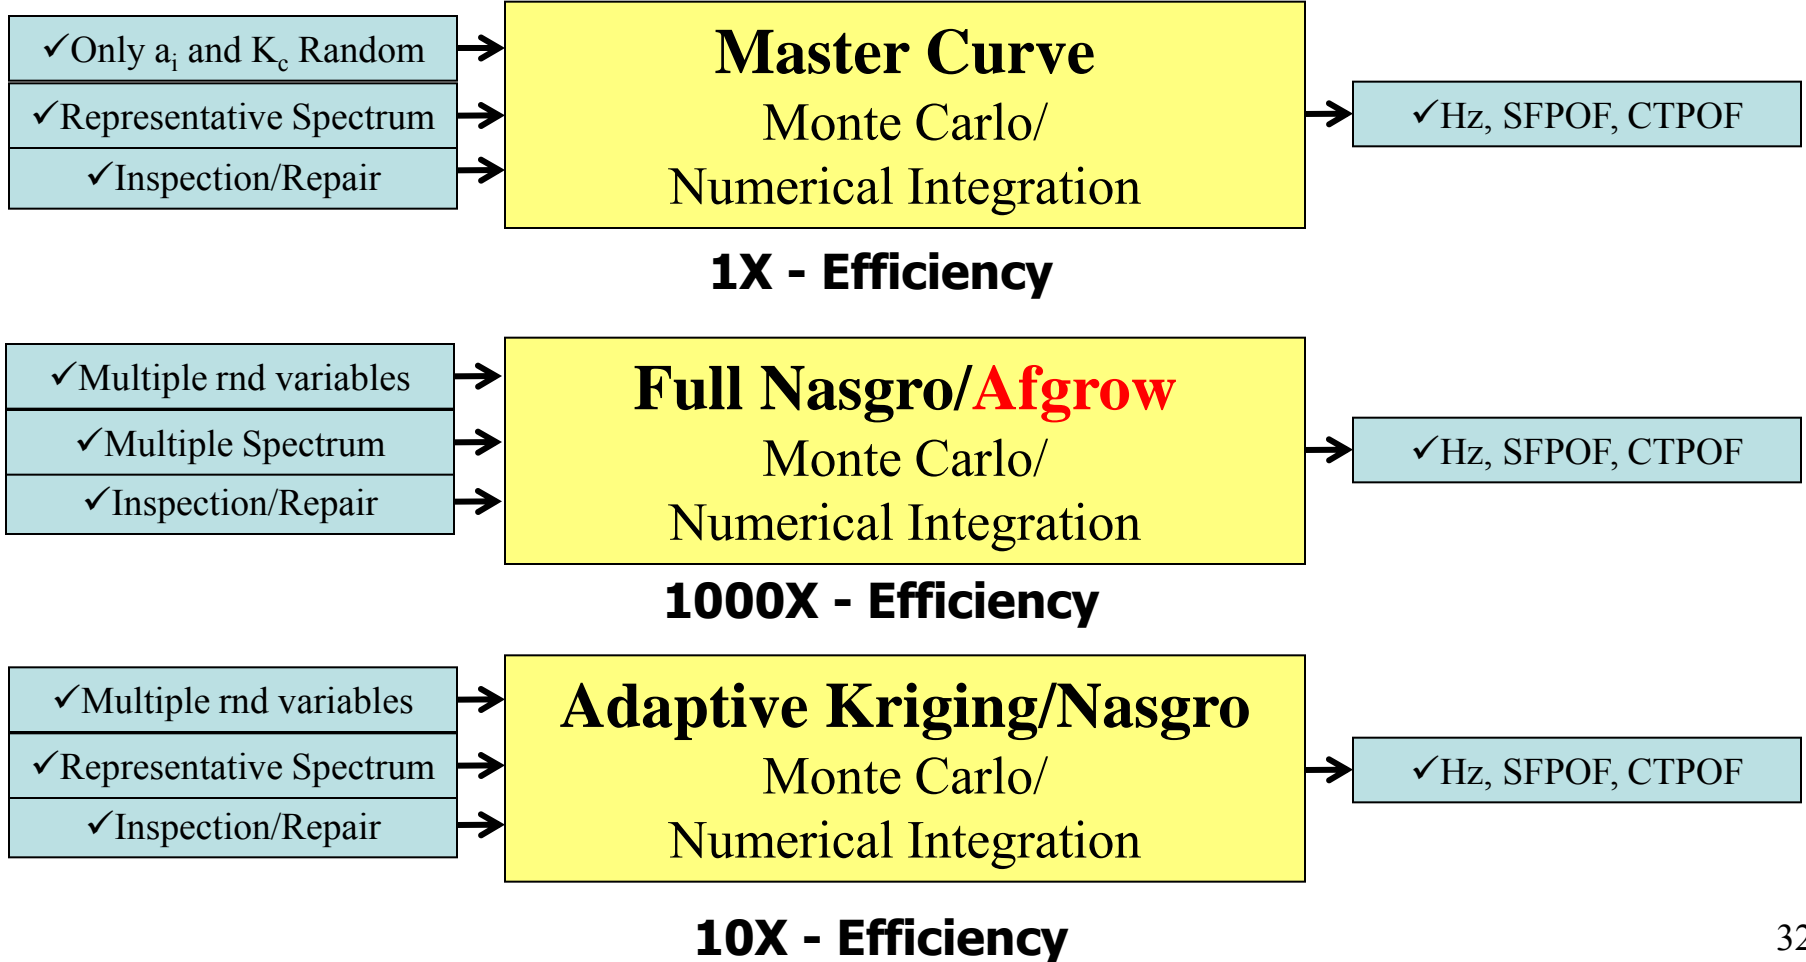 ✓Only aᵢ and K꜀ Random
✓Representative Spectrum
✓Inspection/Repair
Master Curve
Monte Carlo/
Numerical Integration
✓Hz, SFPOF, CTPOF
1X - Efficiency
✓Multiple rnd variables
✓Multiple Spectrum
✓Inspection/Repair
Full Nasgro/Afgrow
Monte Carlo/
Numerical Integration
✓Hz, SFPOF, CTPOF
1000X - Efficiency
✓Multiple rnd variables
✓Representative Spectrum
✓Inspection/Repair
Adaptive Kriging/Nasgro
Monte Carlo/
Numerical Integration
✓Hz, SFPOF, CTPOF
10X - Efficiency
32